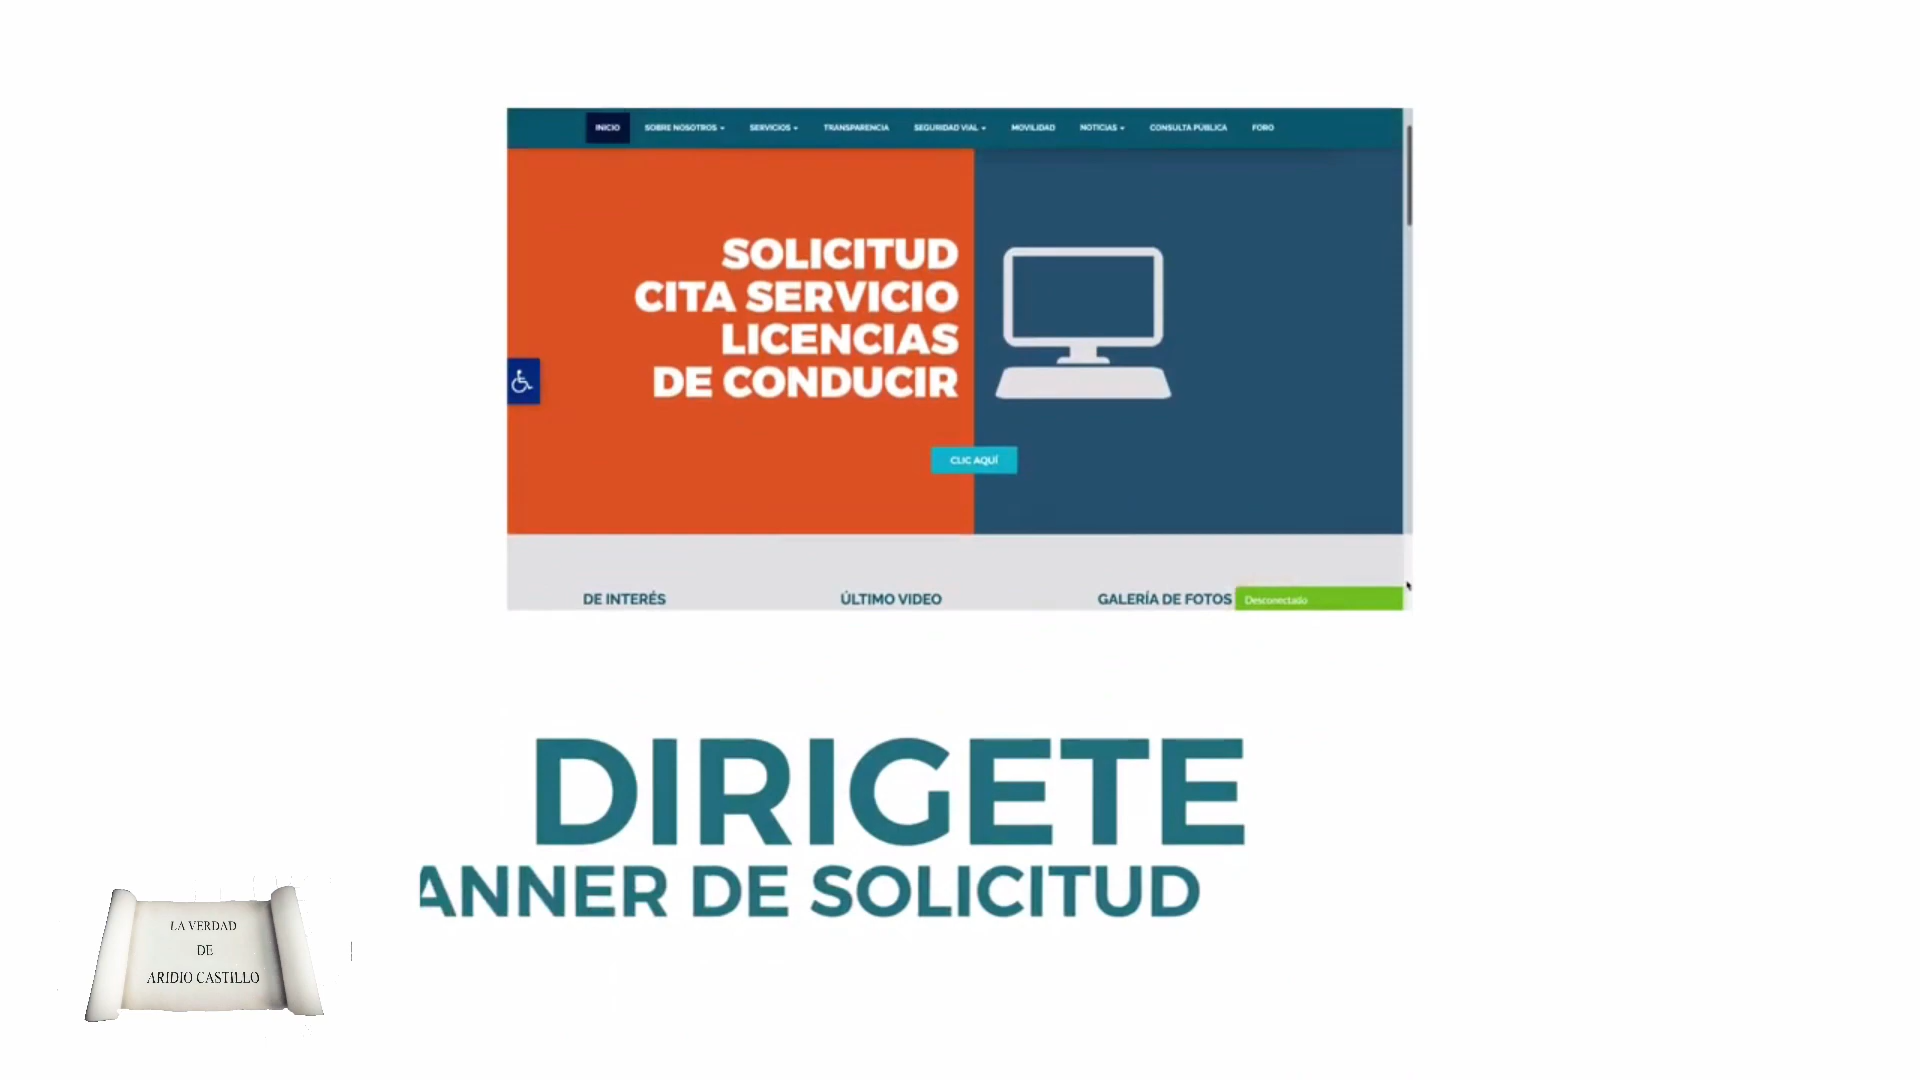 INICIO SOBRE NOSOTROS SERVICIOS TRANSPARENCIA SEGURIDAD VIAL MOVILIDAD NOTICIAS CONSULTA PÚBLICA FORO
SOLICITUD
CITA SERVICIO
LICENCIAS
DE CONDUCIR
CLIC AQUÍ
DE INTERÉS ÚLTIMO VIDEO GALERÍA DE FOTOS Desconectado
DIRIGETE
ANNER DE SOLICITUD
LA VERDAD
DE
ARIDIO CASTILLO